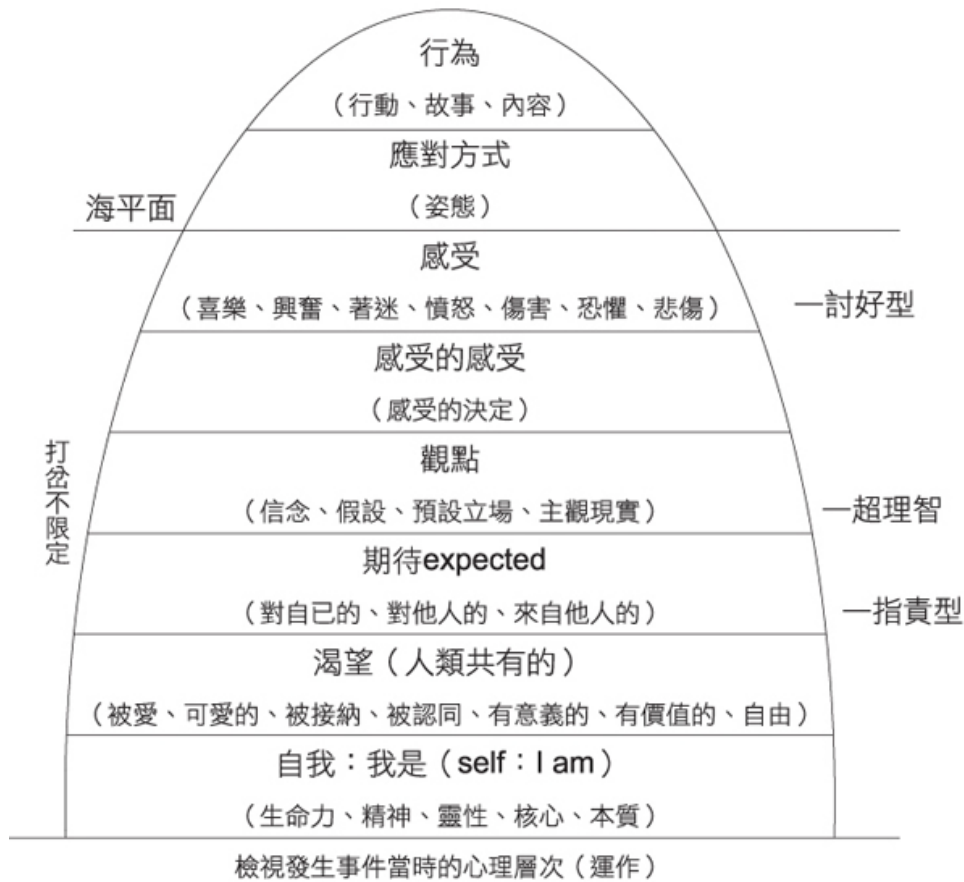 行為
（行動、故事、內容）
應對方式
海平面
（姿態）
感受
（喜樂、興奮、著迷、憤怒、傷害、恐懼、悲傷）
—討好型
感受的感受
（感受的決定）
打岔不限定
觀點
（信念、假設、預設立場、主觀現實）
—超理智
期待expected
（對自已的、對他人的、來自他人的）
—指責型
渴望（人類共有的）
（被愛、可愛的、被接納、被認同、有意義的、有價值的、自由）
自我：我是（self：I am）
（生命力、精神、靈性、核心、本質）
檢視發生事件當時的心理層次（運作）